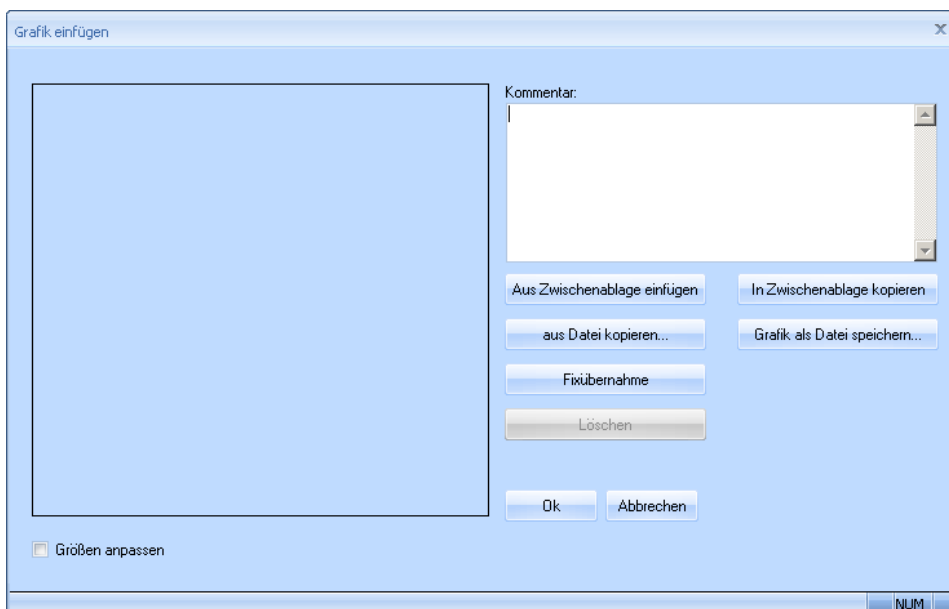 Grafik einfügen
Kommentar:
Aus Zwischenablage einfügen
In Zwischenablage kopieren
aus Datei kopieren...
Grafik als Datei speichern...
Fixübernahme
Löschen
Ok
Abbrechen
Größen anpassen
NUM